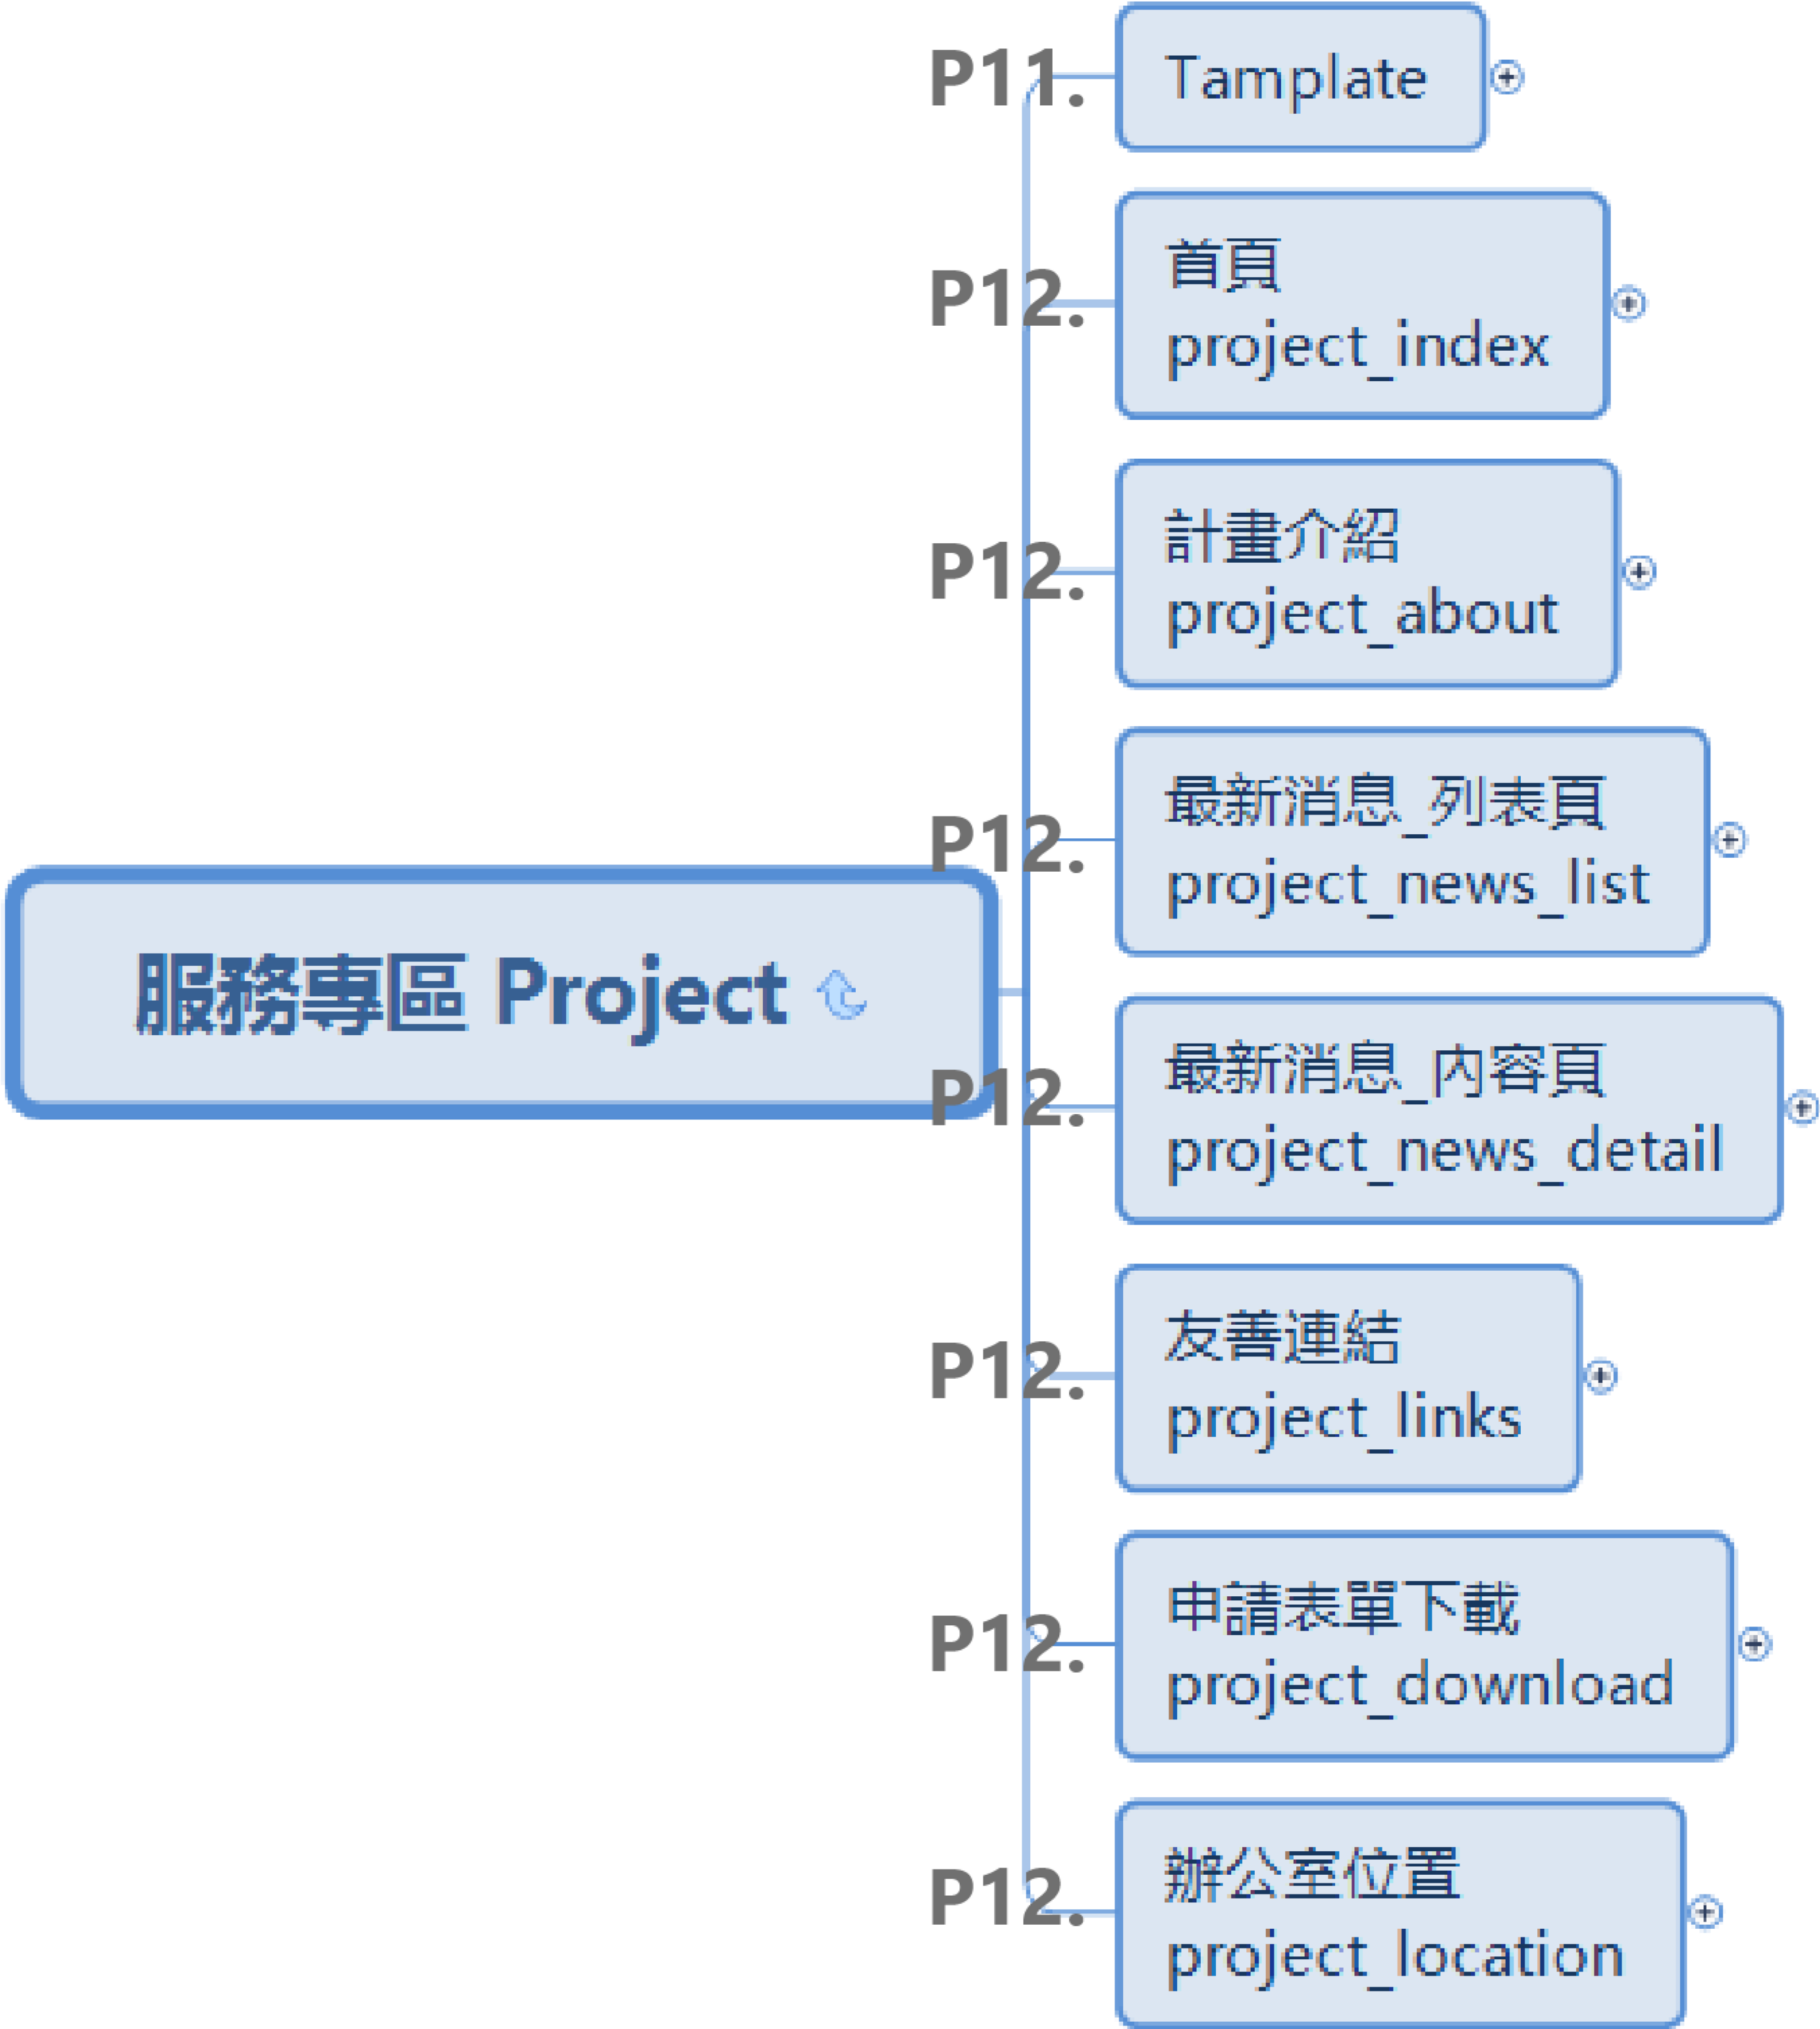 P11.
Tamplate
P12.
首頁
project_index
P12.
計畫介紹
project_about
P12.
最新消息_列表頁
project_news_list
服務專區 Project
P12.
最新消息_內容頁
project_news_detail
P12.
友善連結
project_links
P12.
申請表單下載
project_download
P12.
辦公室位置
project_location